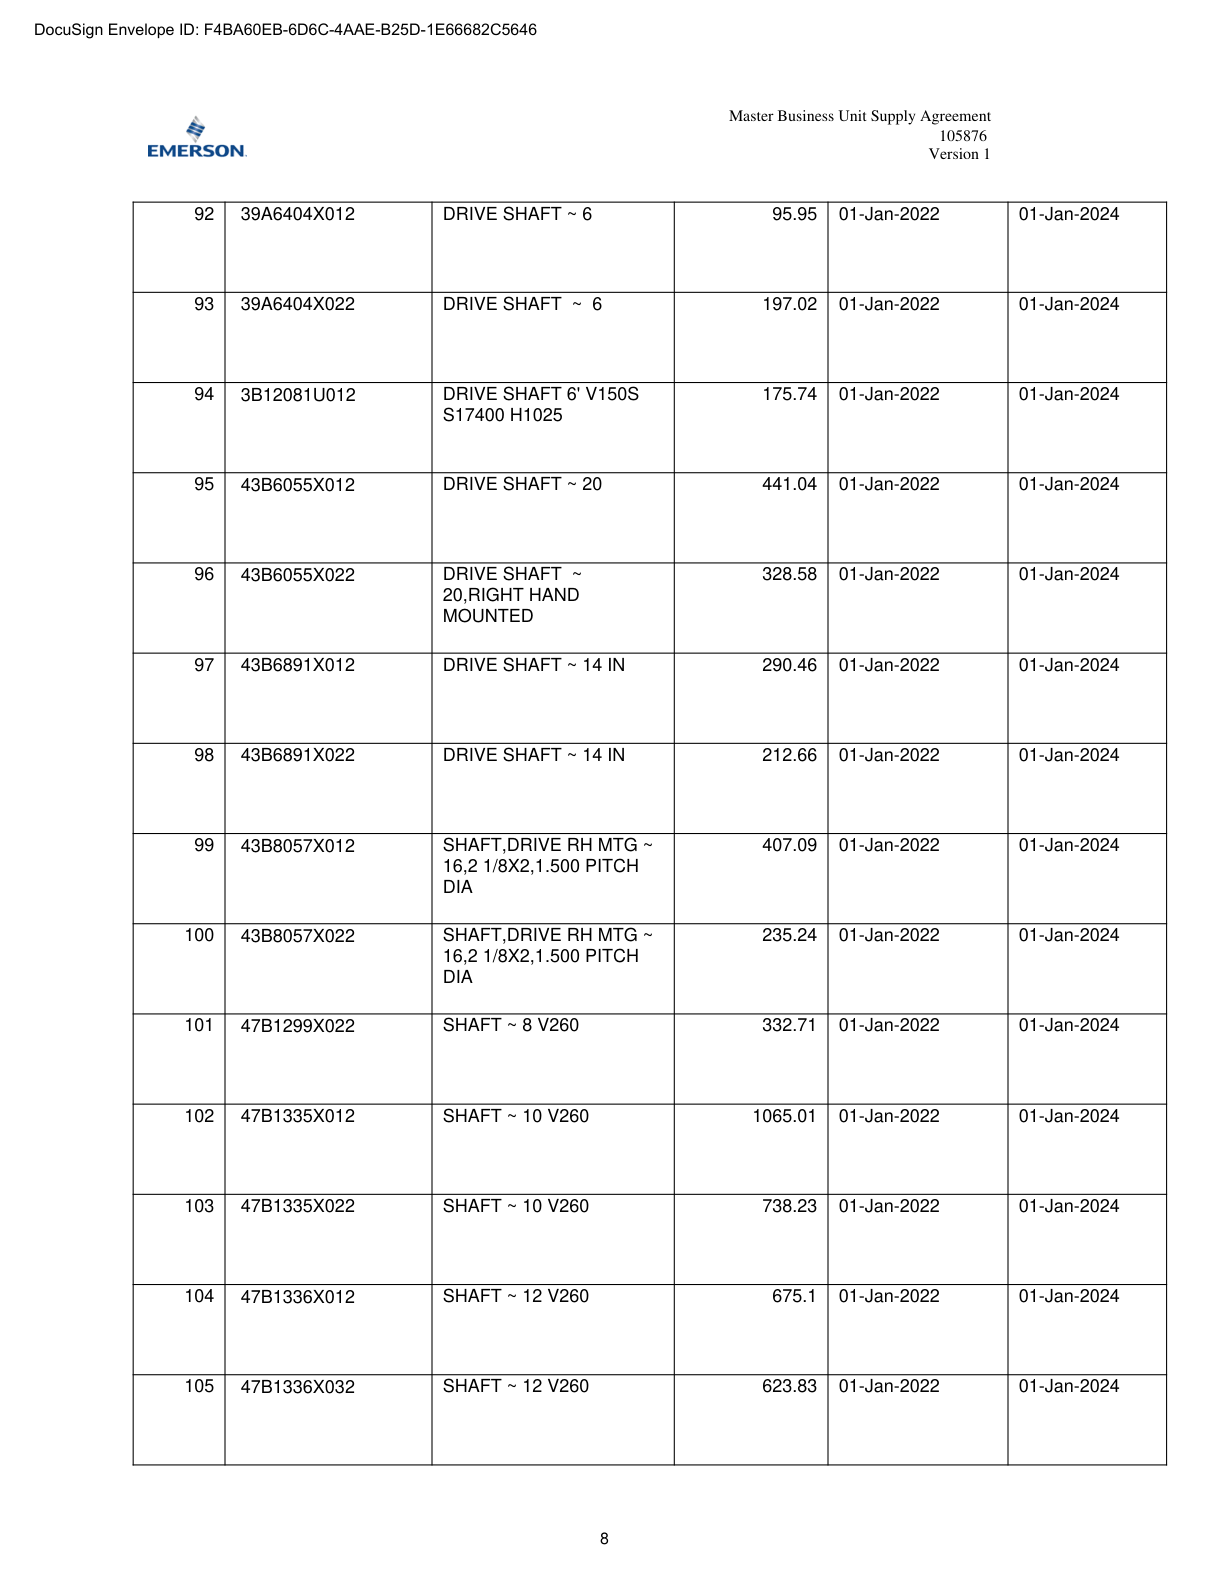 DocuSign Envelope ID: F4BA60EB-6D6C-4AAE-B25D-1E66682C5646
EMERSON.
Master Business Unit Supply Agreement
105876
Version 1
92 39A6404X012 DRIVE SHAFT ~ 6 95.95 01-Jan-2022 01-Jan-2024
93 39A6404X022 DRIVE SHAFT ~ 6 197.02 01-Jan-2022 01-Jan-2024
94 3B12081U012 DRIVE SHAFT 6' V150S 175.74 01-Jan-2022 01-Jan-2024
S17400 H1025
95 43B6055X012 DRIVE SHAFT ~ 20 441.04 01-Jan-2022 01-Jan-2024
96 43B6055X022 DRIVE SHAFT ~ 328.58 01-Jan-2022 01-Jan-2024
20,RIGHT HAND
MOUNTED
97 43B6891X012 DRIVE SHAFT ~ 14 IN 290.46 01-Jan-2022 01-Jan-2024
98 43B6891X022 DRIVE SHAFT ~ 14 IN 212.66 01-Jan-2022 01-Jan-2024
99 43B8057X012 SHAFT,DRIVE RH MTG ~ 407.09 01-Jan-2022 01-Jan-2024
16,2 1/8X2,1.500 PITCH
DIA
100 43B8057X022 SHAFT,DRIVE RH MTG ~ 235.24 01-Jan-2022 01-Jan-2024
16,2 1/8X2,1.500 PITCH
DIA
101 47B1299X022 SHAFT ~ 8 V260 332.71 01-Jan-2022 01-Jan-2024
102 47B1335X012 SHAFT ~ 10 V260 1065.01 01-Jan-2022 01-Jan-2024
103 47B1335X022 SHAFT ~ 10 V260 738.23 01-Jan-2022 01-Jan-2024
104 47B1336X012 SHAFT ~ 12 V260 675.1 01-Jan-2022 01-Jan-2024
105 47B1336X032 SHAFT ~ 12 V260 623.83 01-Jan-2022 01-Jan-2024
8